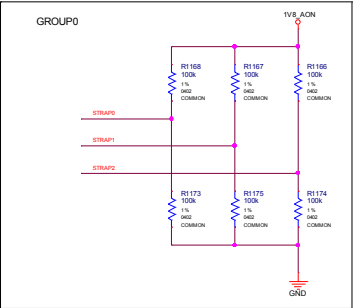 GROUP0
1V8_AON
R1168
100k
1%
0402
COMMON
R1167
100k
1%
0402
COMMON
R1166
100k
1%
0402
COMMON
STRAP0
STRAP1
STRAP2
R1173
100k
1%
0402
COMMON
R1175
100k
1%
0402
COMMON
R1174
100k
1%
0402
COMMON
GND